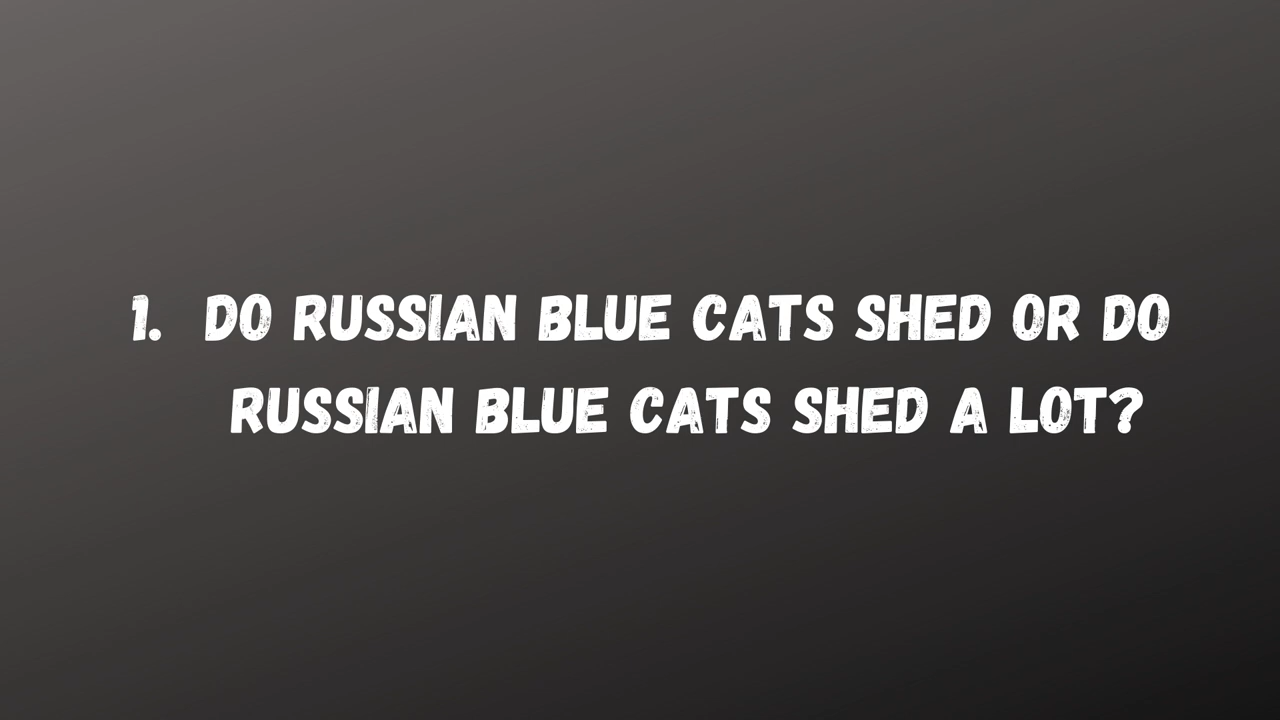 1. DO RUSSIAN BLUE CATS SHED OR DO
RUSSIAN BLUE CATS SHED A LOT?